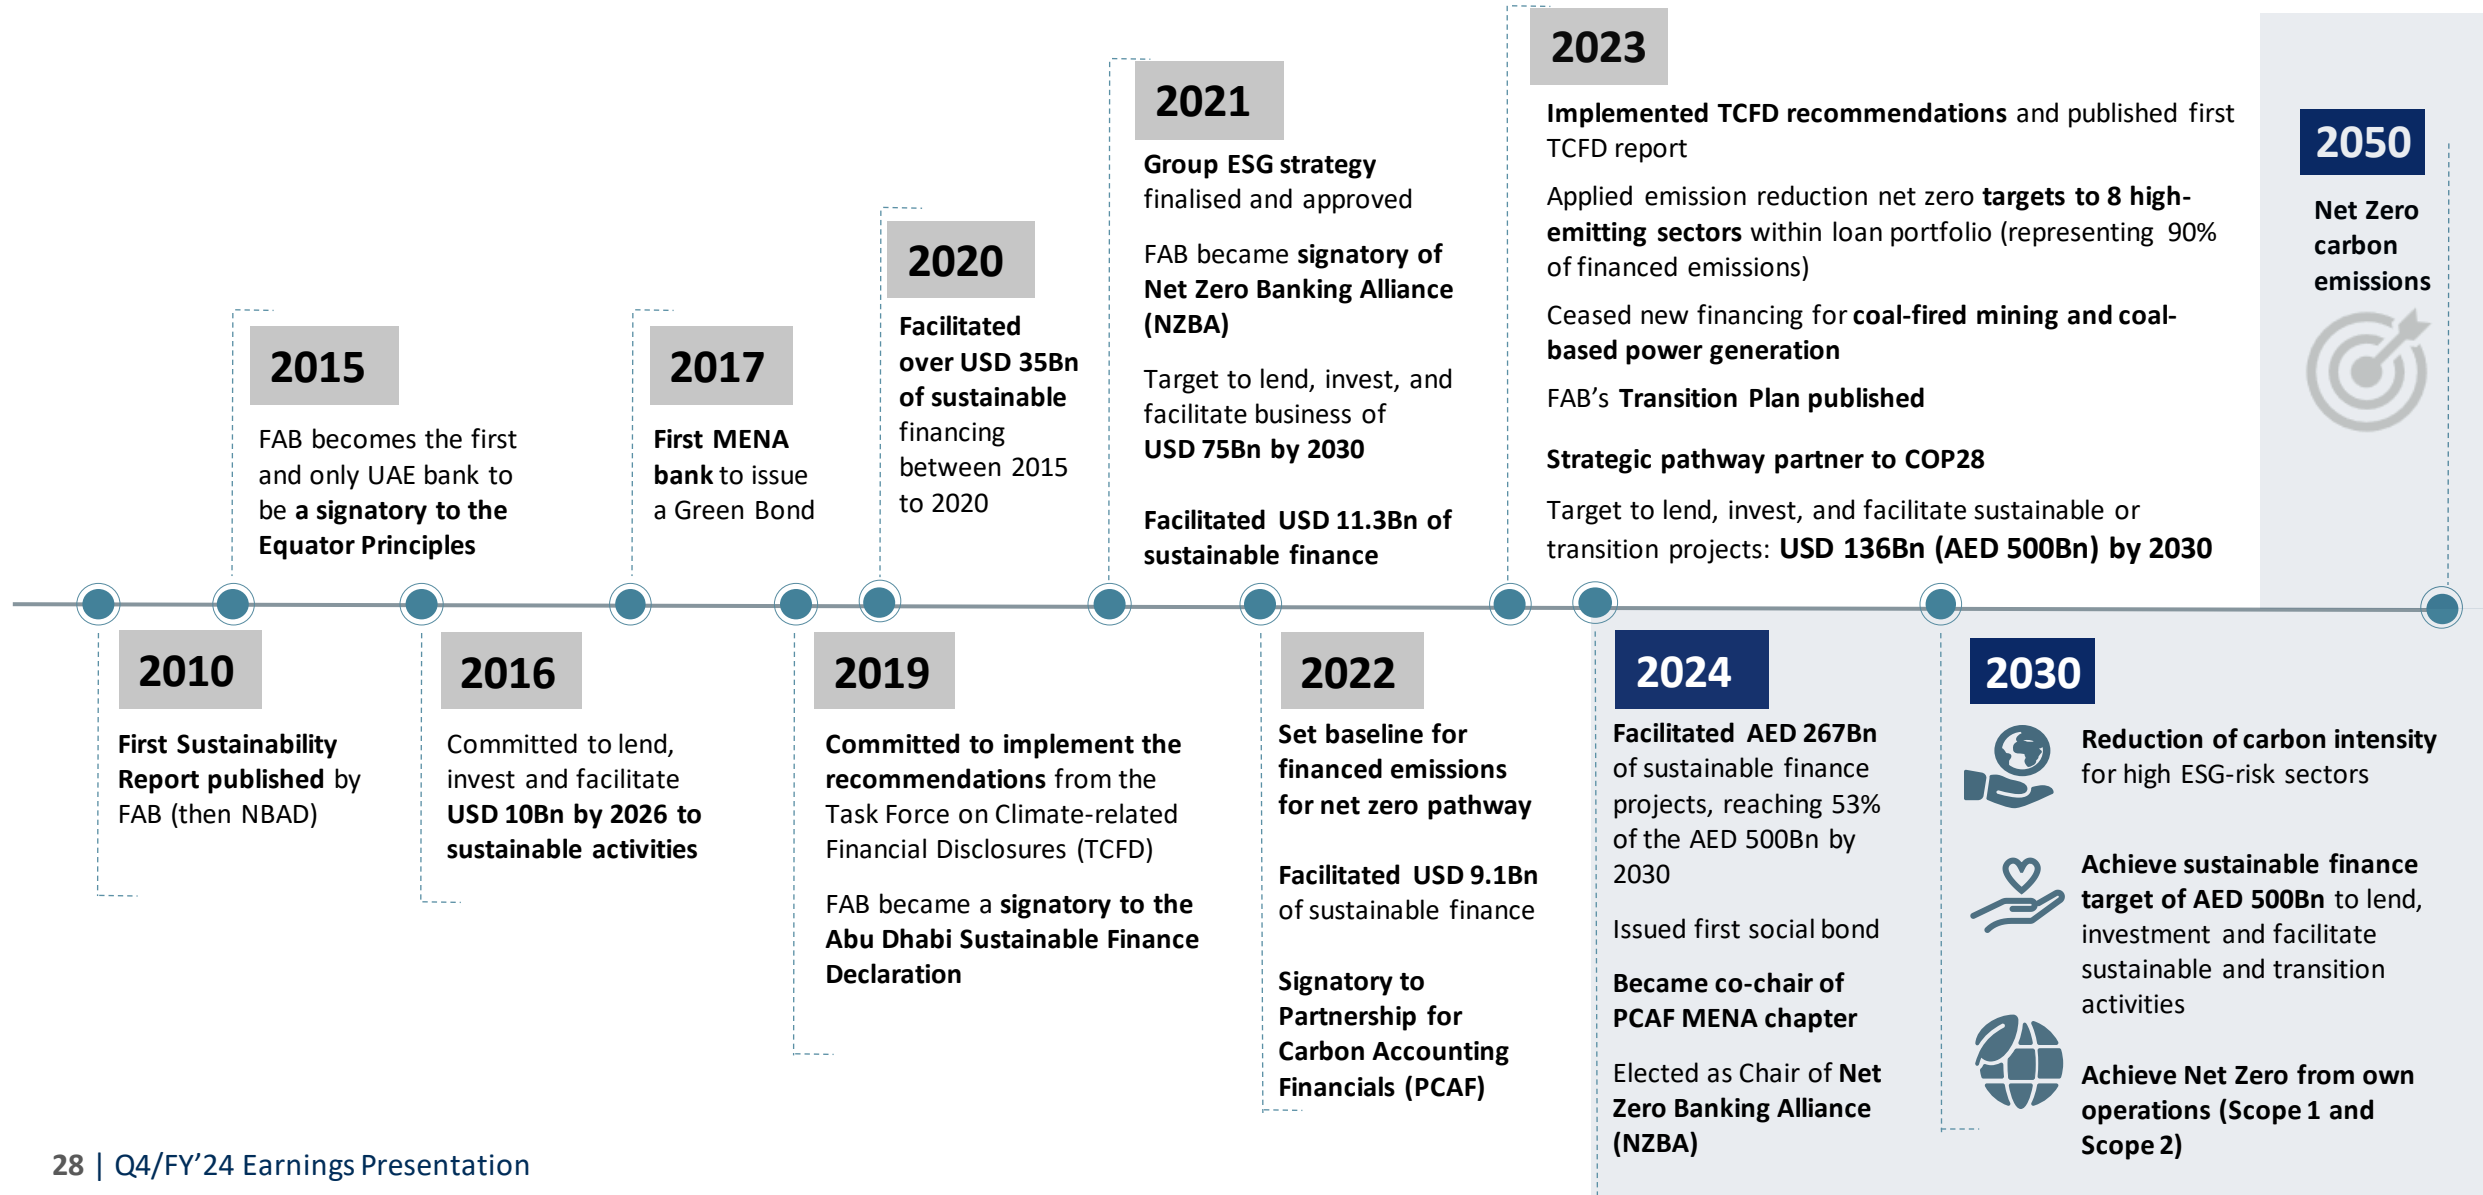 2010
First Sustainability
Report published by
FAB (then NBAD)
2015
FAB becomes the first
and only UAE bank to
be a signatory to the
Equator Principles
2016
Committed to lend,
invest and facilitate
USD 10Bn by 2026 to
sustainable activities
2017
First MENA
bank to issue
a Green Bond
2019
Committed to implement the
recommendations from the
Task Force on Climate-related
Financial Disclosures (TCFD)
FAB became a signatory to the
Abu Dhabi Sustainable Finance
Declaration
2020
Facilitated
over USD 35Bn
of sustainable
financing
between 2015
to 2020
2021
Group ESG strategy
finalised and approved
FAB became signatory of
Net Zero Banking Alliance
(NZBA)
Target to lend, invest, and
facilitate business of
USD 75Bn by 2030
Facilitated USD 11.3Bn of
sustainable finance
2022
Set baseline for
financed emissions
for net zero pathway
Facilitated USD 9.1Bn
of sustainable finance
Signatory to
Partnership for
Carbon Accounting
Financials (PCAF)
2023
Implemented TCFD recommendations and published first
TCFD report
Applied emission reduction net zero targets to 8 high-
emitting sectors within loan portfolio (representing 90%
of financed emissions)
Ceased new financing for coal-fired mining and coal-
based power generation
FAB’s Transition Plan published
Strategic pathway partner to COP28
Target to lend, invest, and facilitate sustainable or
transition projects: USD 136Bn (AED 500Bn) by 2030
2024
Facilitated AED 267Bn
of sustainable finance
projects, reaching 53%
of the AED 500Bn by
2030
Issued first social bond
Became co-chair of
PCAF MENA chapter
Elected as Chair of Net
Zero Banking Alliance
(NZBA)
2030
Reduction of carbon intensity
for high ESG-risk sectors
Achieve sustainable finance
target of AED 500Bn to lend,
investment and facilitate
sustainable and transition
activities
Achieve Net Zero from own
operations (Scope 1 and
Scope 2)
2050
Net Zero
carbon
emissions
28 | Q4/FY’24 Earnings Presentation